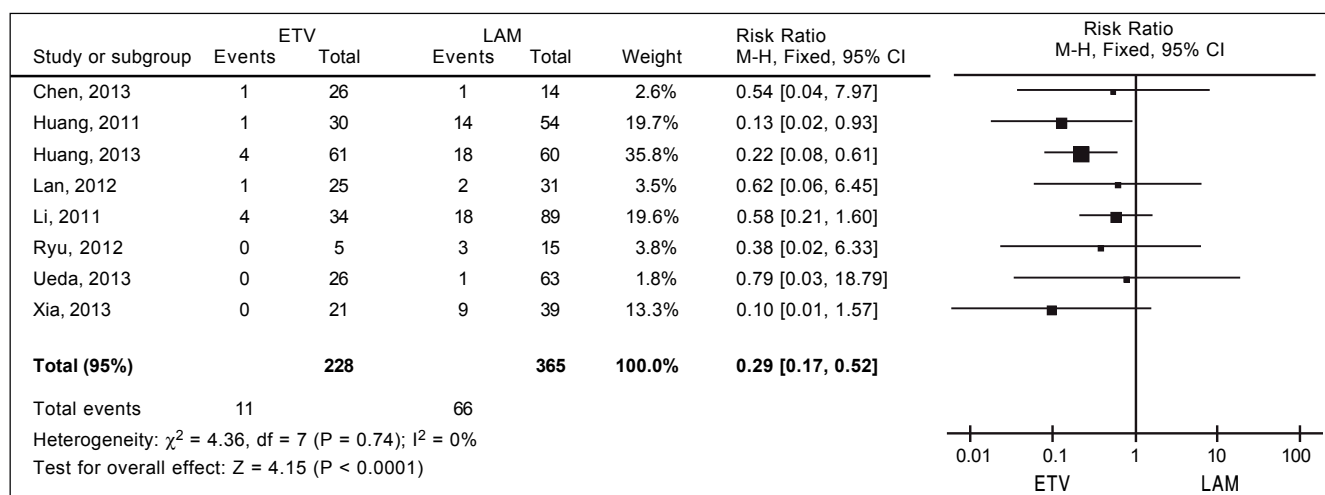 ETV LAM Risk Ratio Risk Ratio
Study or subgroup Events Total Events Total Weight M-H, Fixed, 95% CI M-H, Fixed, 95% CI
Chen, 2013 1 26 1 14 2.6% 0.54 [0.04, 7.97]
Huang, 2011 1 30 14 54 19.7% 0.13 [0.02, 0.93]
Huang, 2013 4 61 18 60 35.8% 0.22 [0.08, 0.61]
Lan, 2012 1 25 2 31 3.5% 0.62 [0.06, 6.45]
Li, 2011 4 34 18 89 19.6% 0.58 [0.21, 1.60]
Ryu, 2012 0 5 3 15 3.8% 0.38 [0.02, 6.33]
Ueda, 2013 0 26 1 63 1.8% 0.79 [0.03, 18.79]
Xia, 2013 0 21 9 39 13.3% 0.10 [0.01, 1.57]
Total (95%) 228 365 100.0% 0.29 [0.17, 0.52]
Total events 11 66
Heterogeneity: χ² = 4.36, df = 7 (P = 0.74); I² = 0%
Test for overall effect: Z = 4.15 (P < 0.0001)
0.01 0.1 1 10 100
ETV LAM